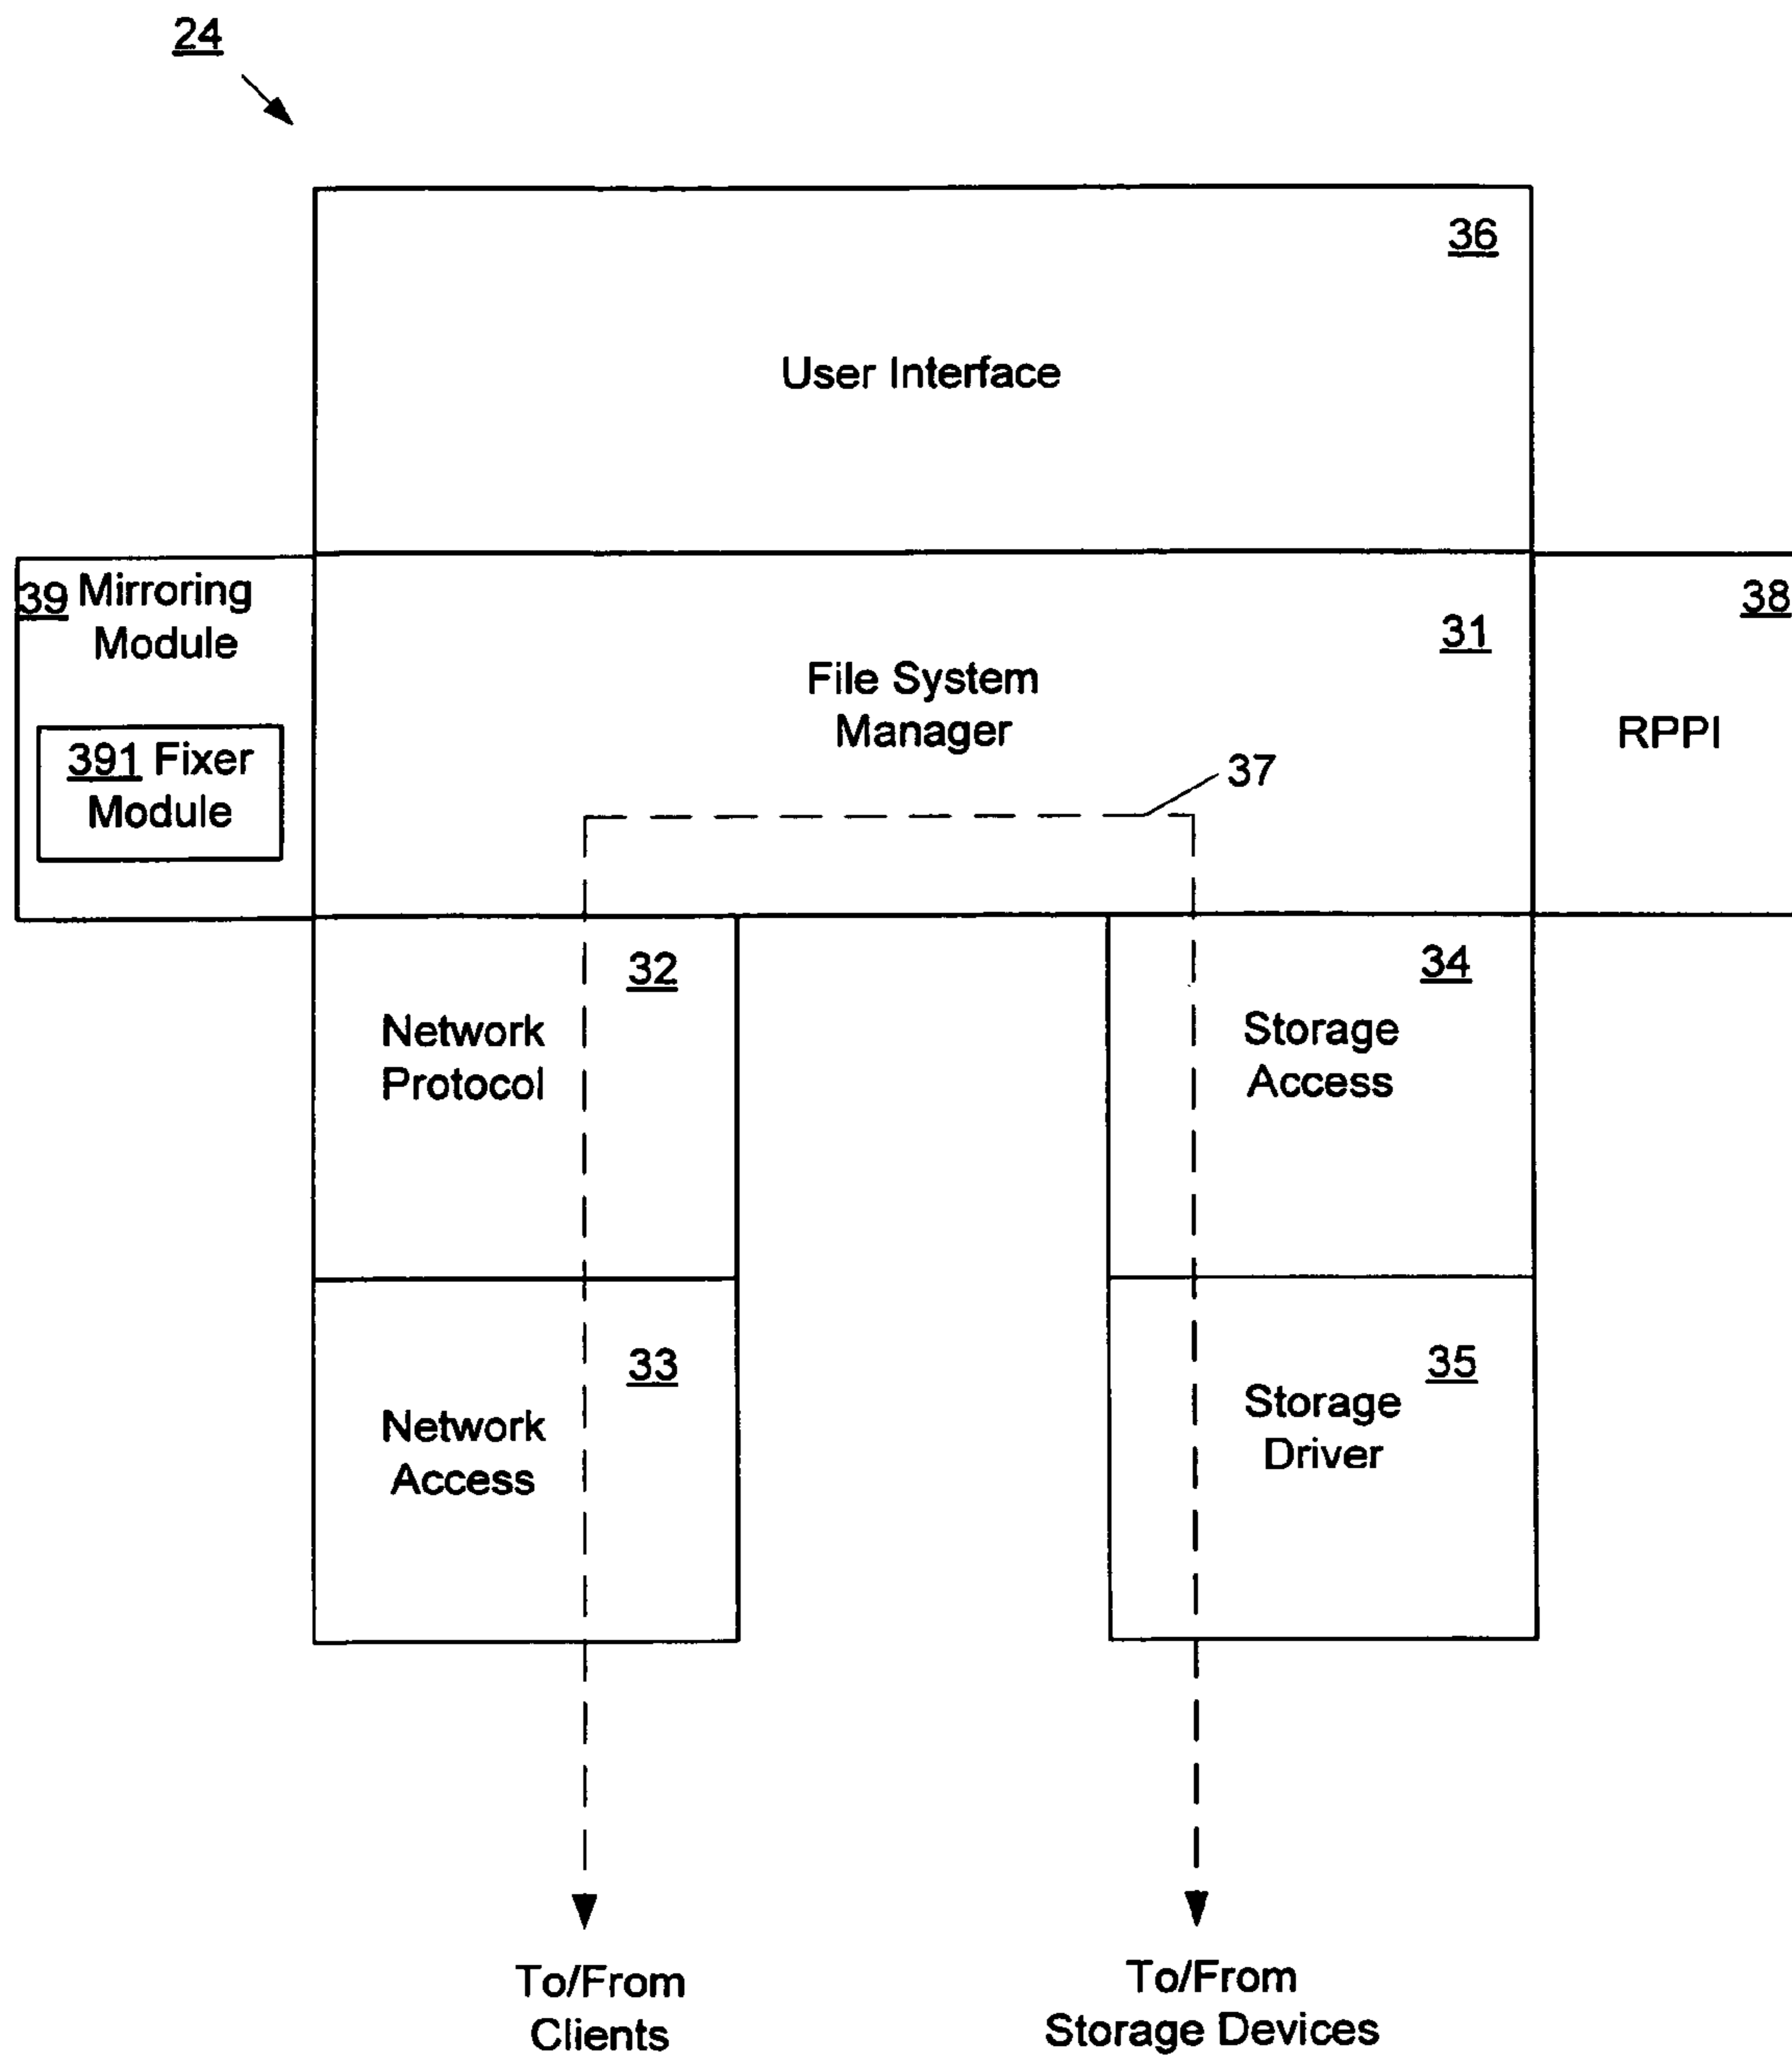 24
36
User Interface
39 Mirroring
Module
391 Fixer
Module
31
File System
Manager
37
38
RPPI
32
Network
Protocol
34
Storage
Access
33
Network
Access
35
Storage
Driver
To/From
Clients
To/From
Storage Devices